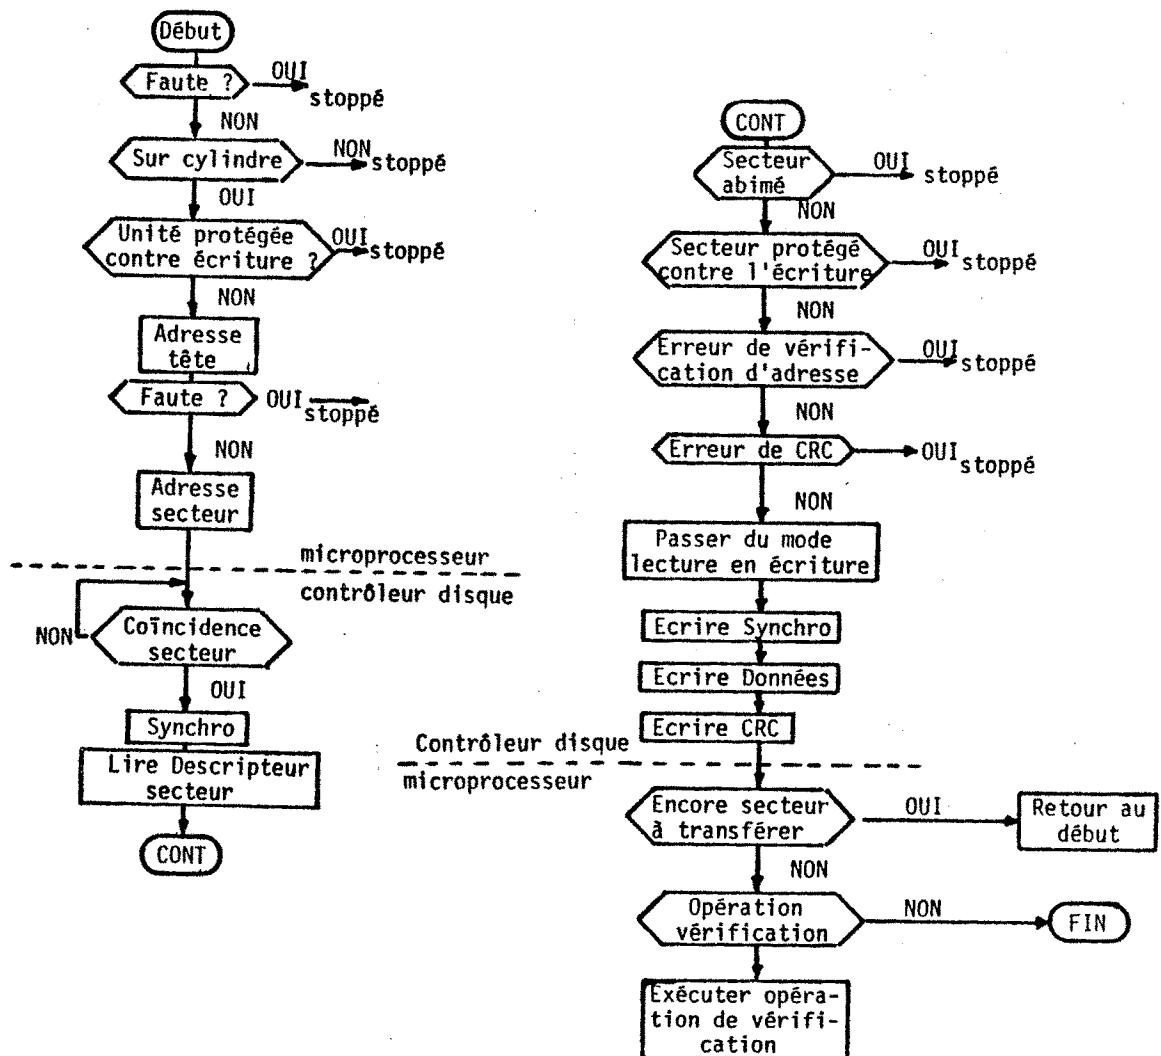 Début
Faute ?
OUI
stoppé
NON
Sur cylindre
NON
stoppé
OUI
Unité protégée
contre écriture ?
OUI
stoppé
NON
Adresse
tête
Faute ?
OUI
stoppé
NON
Adresse
secteur
microprocesseur
contrôleur disque
NON
Coïncidence
secteur
OUI
Synchro
Lire Descripteur
secteur
CONT
CONT
Secteur
abimé
OUI
stoppé
NON
Secteur protégé
contre l'écriture
OUI
stoppé
NON
Erreur de vérifi-
cation d'adresse
OUI
stoppé
NON
Erreur de CRC
OUI
stoppé
NON
Passer du mode
lecture en écriture
Ecrire Synchro
Ecrire Données
Ecrire CRC
Contrôleur disque
microprocesseur
Encore secteur
à transférer
OUI
Retour au
début
NON
Opération
vérification
NON
FIN
Exécuter opéra-
tion de vérifi-
cation